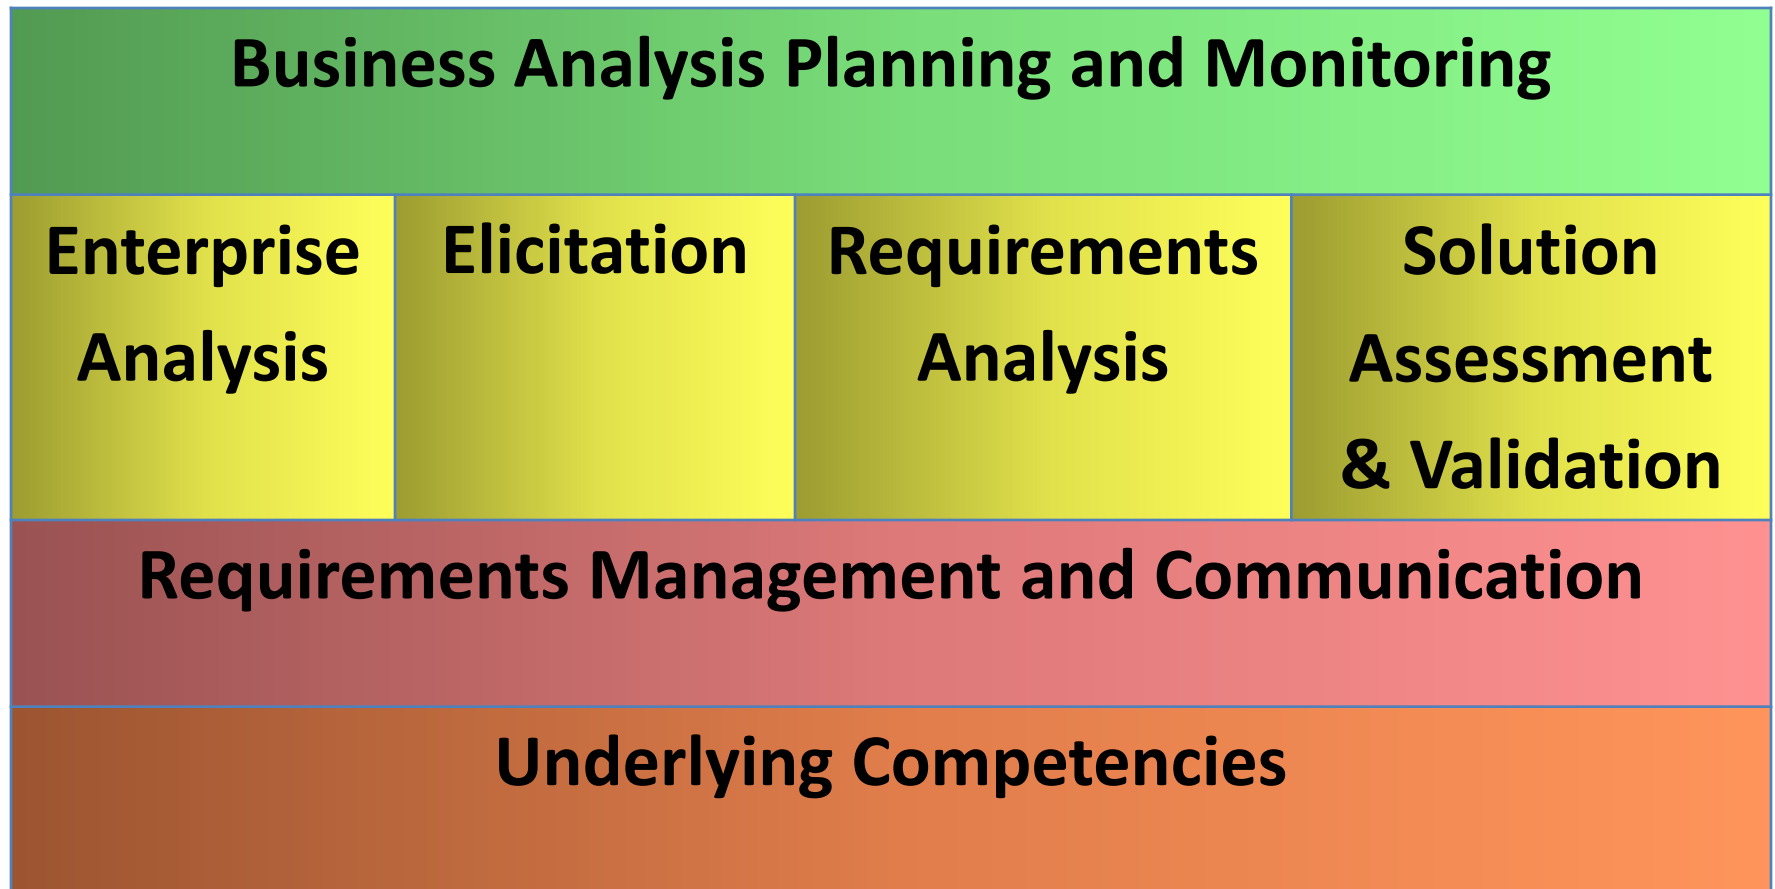 Business Analysis Planning and Monitoring
Enterprise
Analysis
Elicitation
Requirements
Analysis
Solution
Assessment
& Validation
Requirements Management and Communication
Underlying Competencies